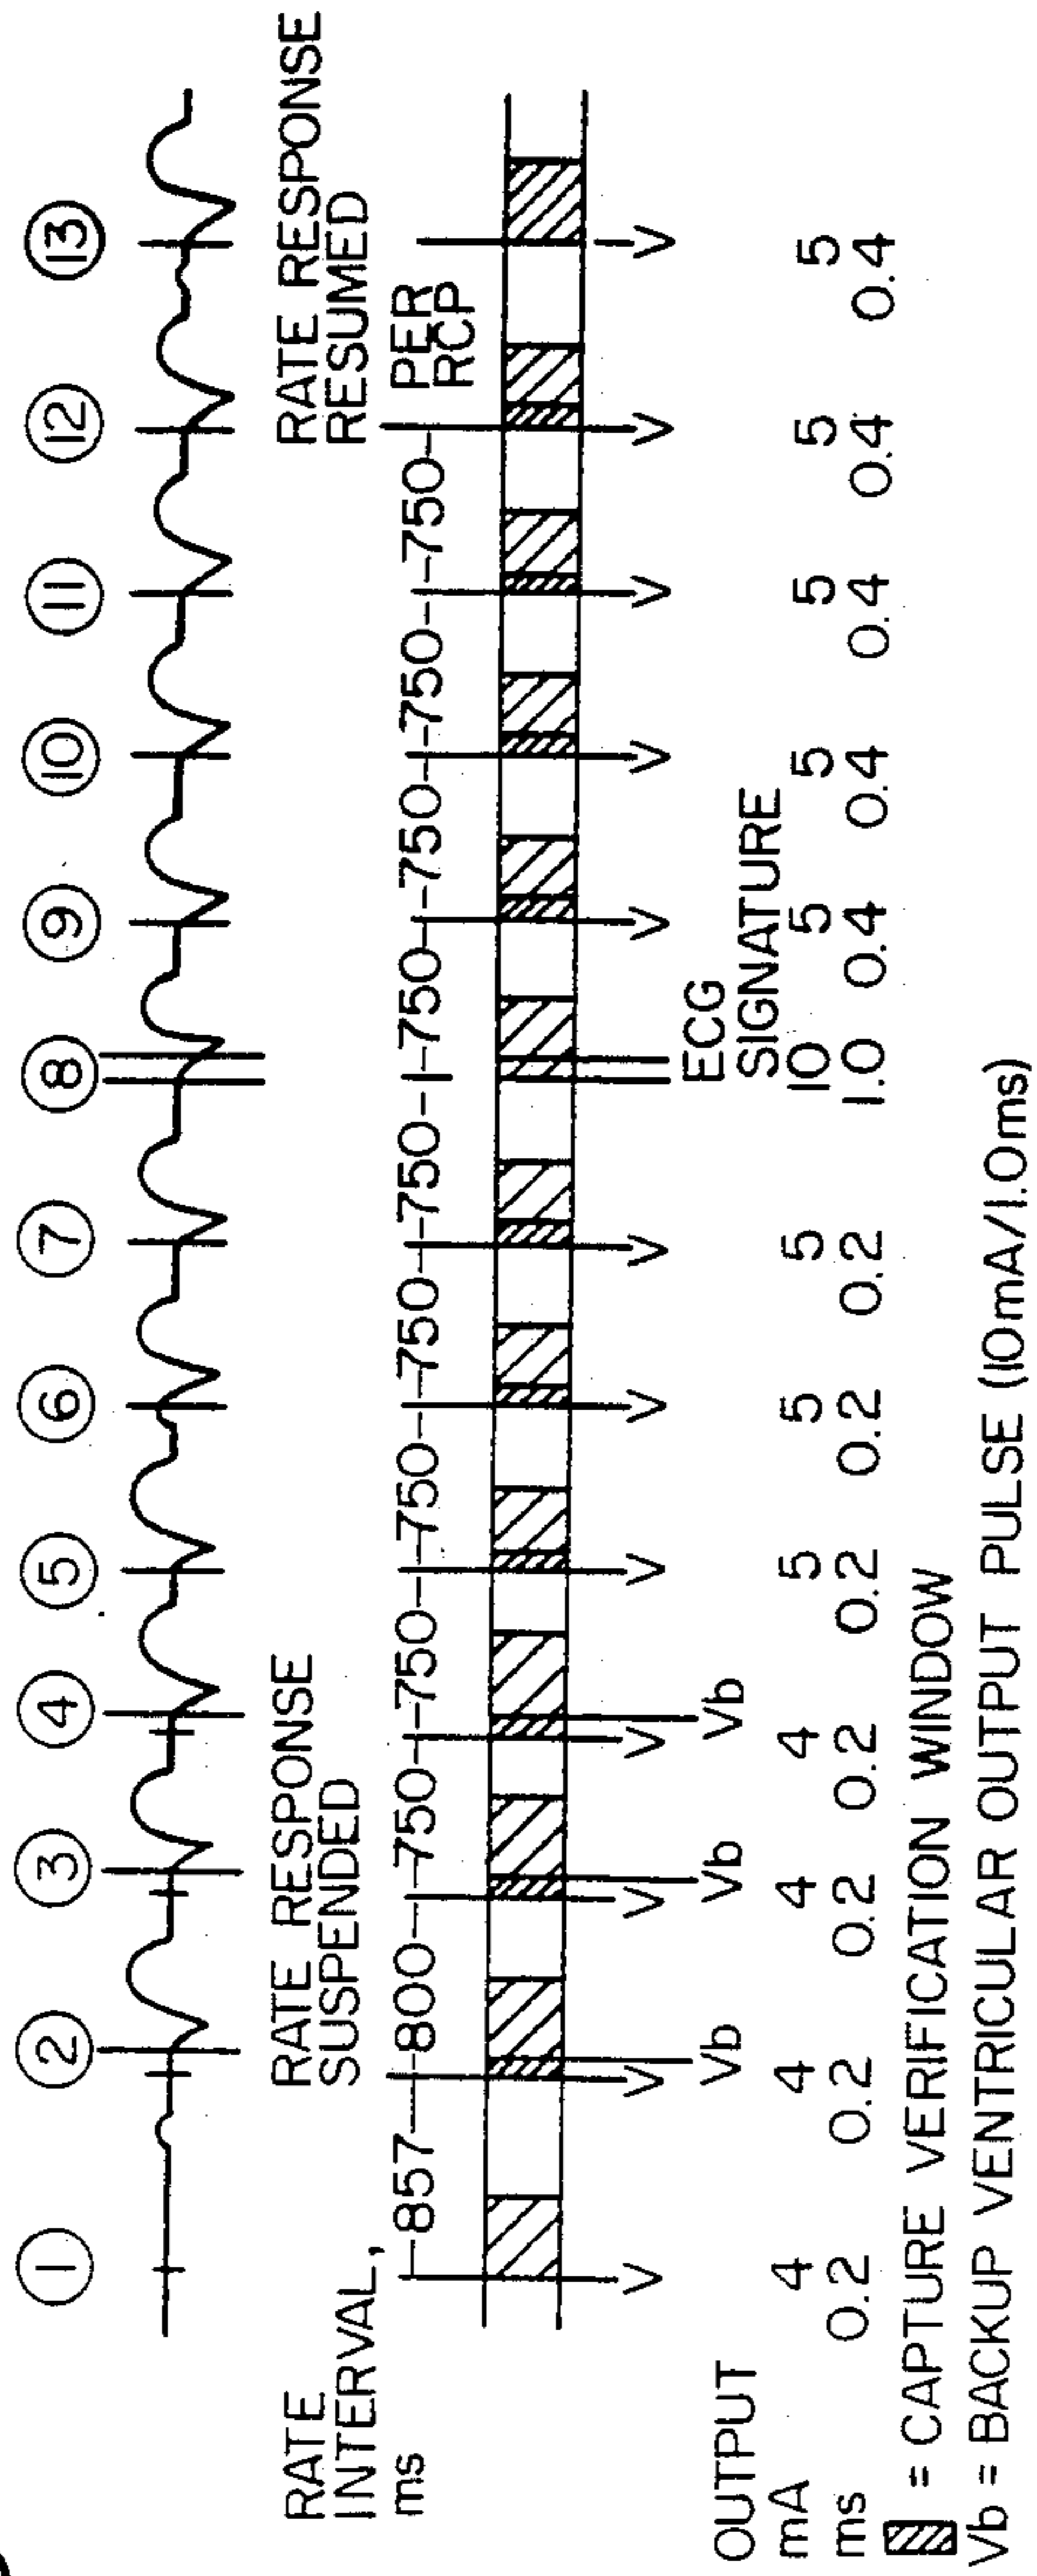 ① ② ③ ④ ⑤ ⑥ ⑦ ⑧ ⑨ ⑩ ⑪ ⑫ ⑬
RATE RESPONSE
SUSPENDED
RATE RESPONSE
RESUMED
RATE
INTERVAL,
ms
857 800 750 750 750 750 750 750 750 750 750
PER
RCP
V V V V V V V V V V V V
Vb Vb Vb
ECG
SIGNATURE
OUTPUT
mA 4 4 4 4 5 5 5 10 5 5 5 5 5
ms 0.2 0.2 0.2 0.2 0.2 0.2 0.2 1.0 0.4 0.4 0.4 0.4 0.4
= CAPTURE VERIFICATION WINDOW
Vb = BACKUP VENTRICULAR OUTPUT PULSE (10mA/1.0ms)